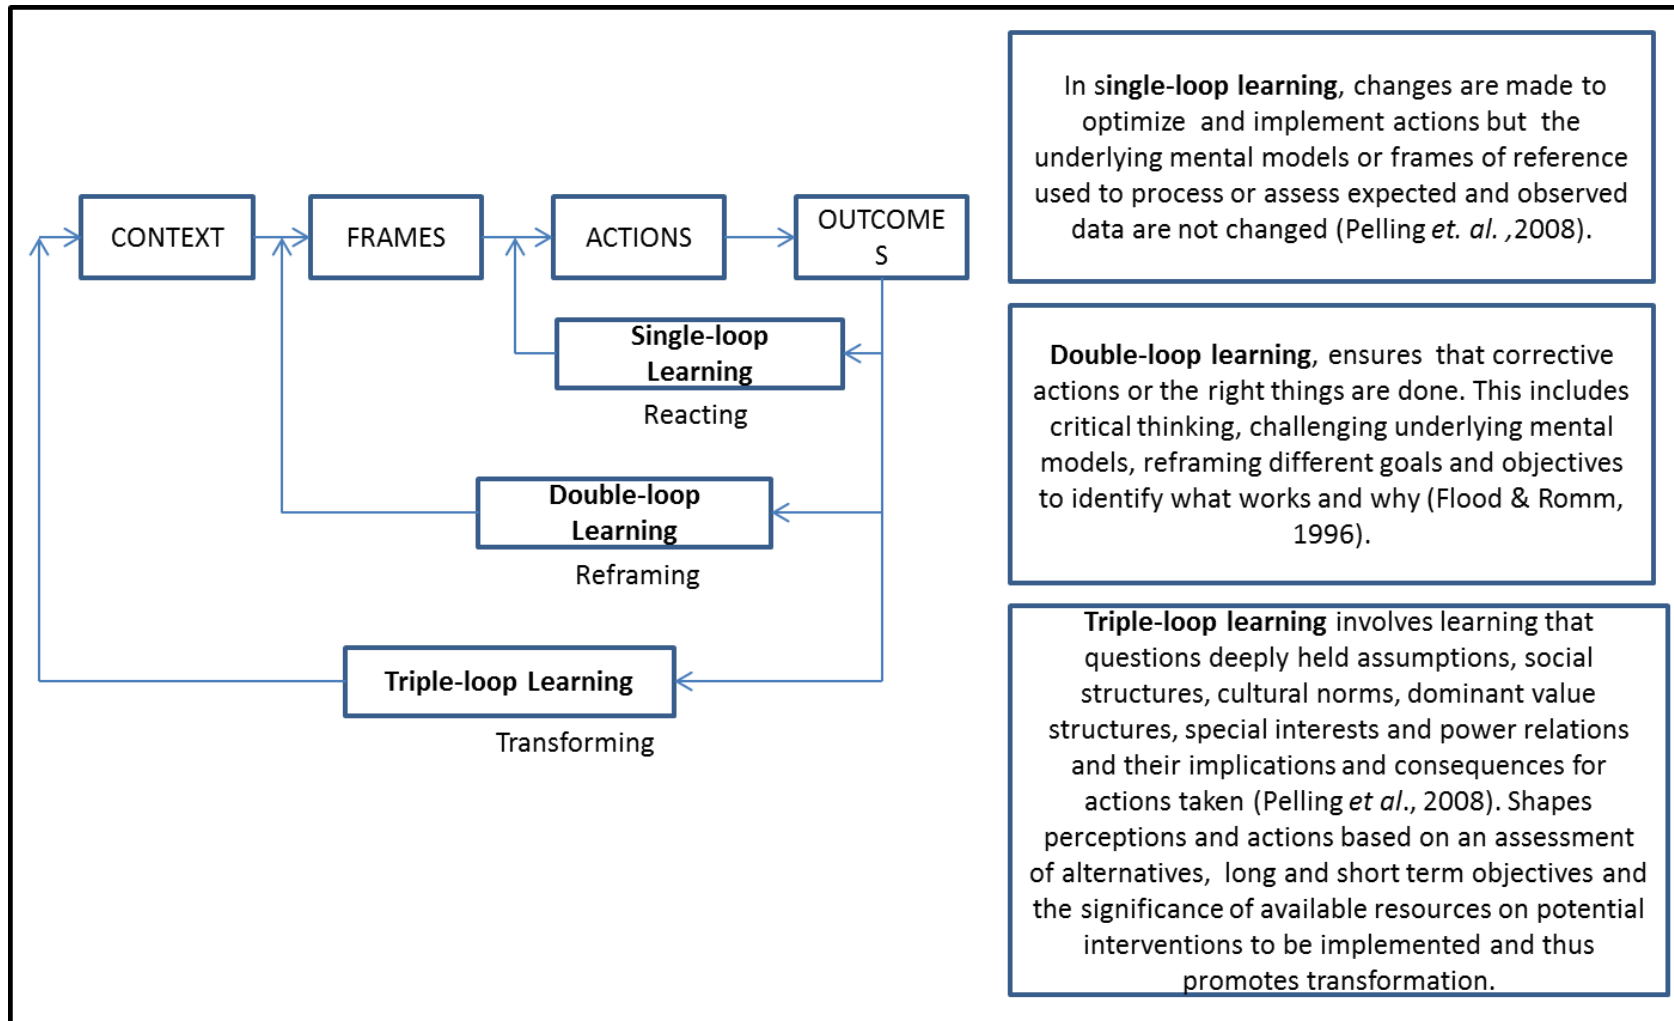 CONTEXT
FRAMES
ACTIONS
OUTCOME
S
Single-loop
Learning
Reacting
Double-loop
Learning
Reframing
Triple-loop Learning
Transforming
In single-loop learning, changes are made to
optimize and implement actions but the
underlying mental models or frames of reference
used to process or assess expected and observed
data are not changed (Pelling et. al. ,2008).
Double-loop learning, ensures that corrective
actions or the right things are done. This includes
critical thinking, challenging underlying mental
models, reframing different goals and objectives
to identify what works and why (Flood & Romm,
1996).
Triple-loop learning involves learning that
questions deeply held assumptions, social
structures, cultural norms, dominant value
structures, special interests and power relations
and their implications and consequences for
actions taken (Pelling et al., 2008). Shapes
perceptions and actions based on an assessment
of alternatives, long and short term objectives and
the significance of available resources on potential
interventions to be implemented and thus
promotes transformation.